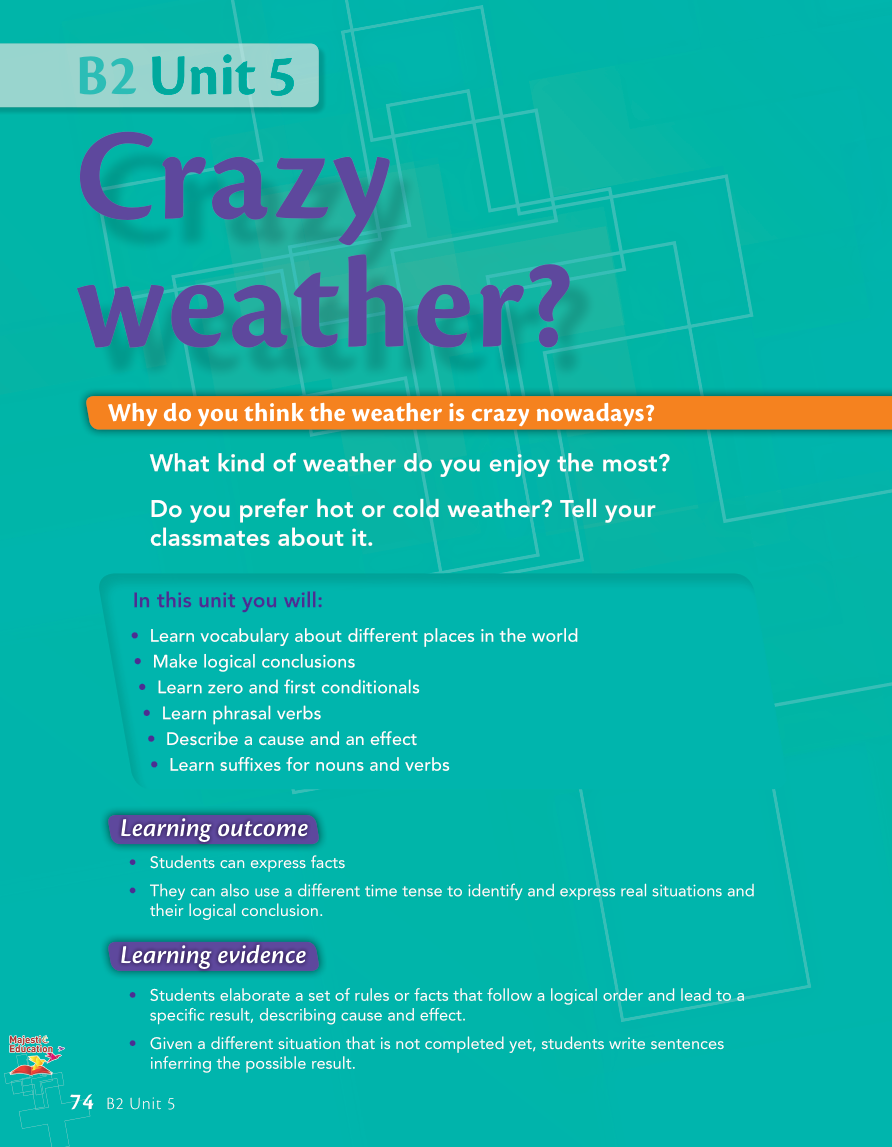 B2 Unit 5
Crazy
weather?
Why do you think the weather is crazy nowadays?
What kind of weather do you enjoy the most?
Do you prefer hot or cold weather? Tell your
classmates about it.
In this unit you will:
• Learn vocabulary about different places in the world
• Make logical conclusions
• Learn zero and first conditionals
• Learn phrasal verbs
• Describe a cause and an effect
• Learn suffixes for nouns and verbs
Learning outcome
• Students can express facts
• They can also use a different time tense to identify and express real situations and
their logical conclusion.
Learning evidence
• Students elaborate a set of rules or facts that follow a logical order and lead to a
specific result, describing cause and effect.
• Given a different situation that is not completed yet, students write sentences
inferring the possible result.
Majestic
Education
74 B2 Unit 5